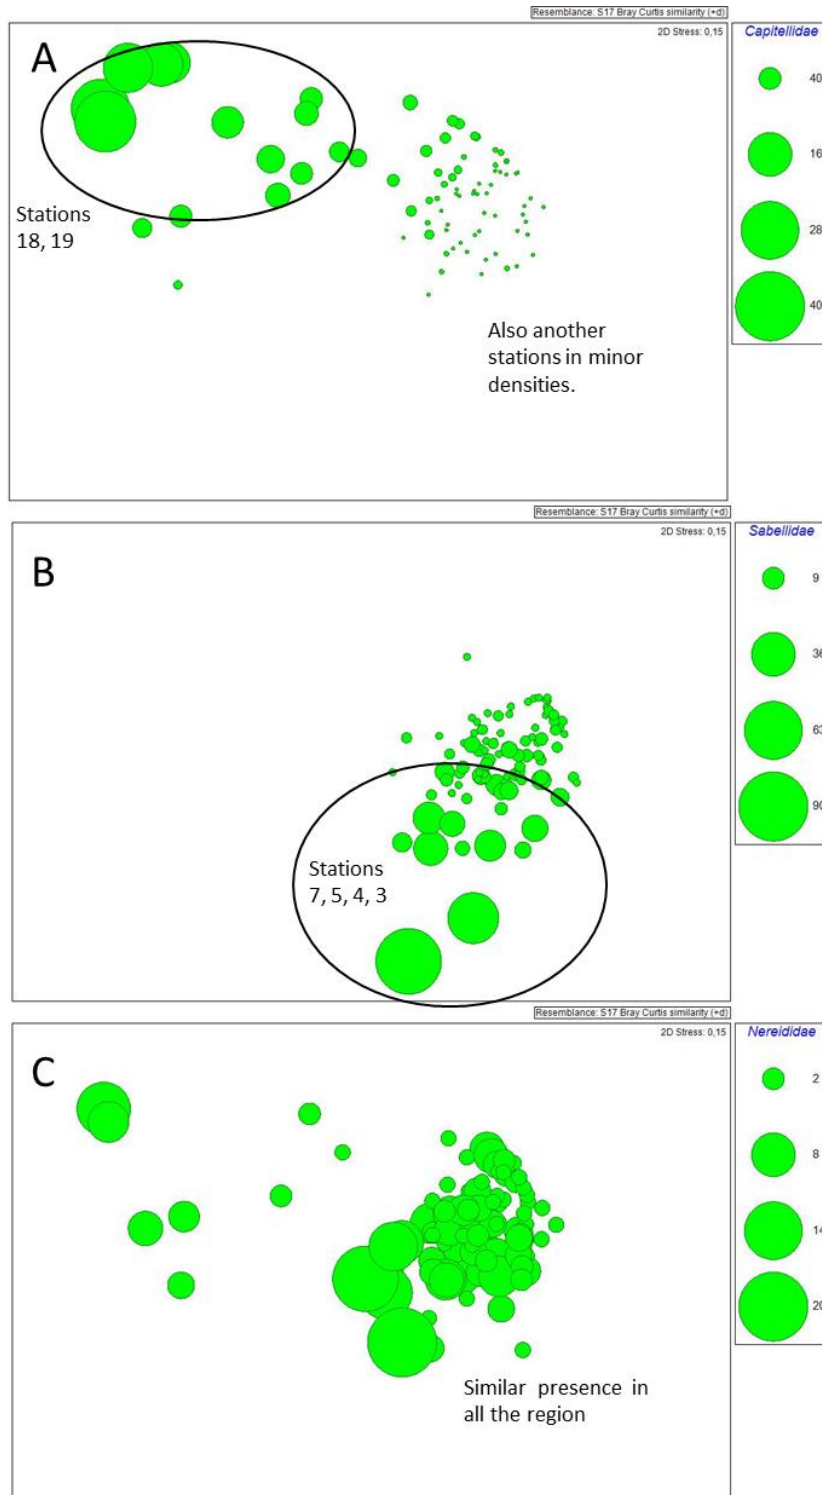 Resemblance: S17 Bray Curtis similarity (+d)
2D Stress: 0,15
A
Stations
18, 19
Also another
stations in minor
densities.
Capitellidae
40
16
28
40
Resemblance: S17 Bray Curtis similarity (+d)
2D Stress: 0,15
B
Stations
7, 5, 4, 3
Sabellidae
9
36
63
90
Resemblance: S17 Bray Curtis similarity (+d)
2D Stress: 0,15
C
Similar presence in
all the region
Nereididae
2
8
14
20